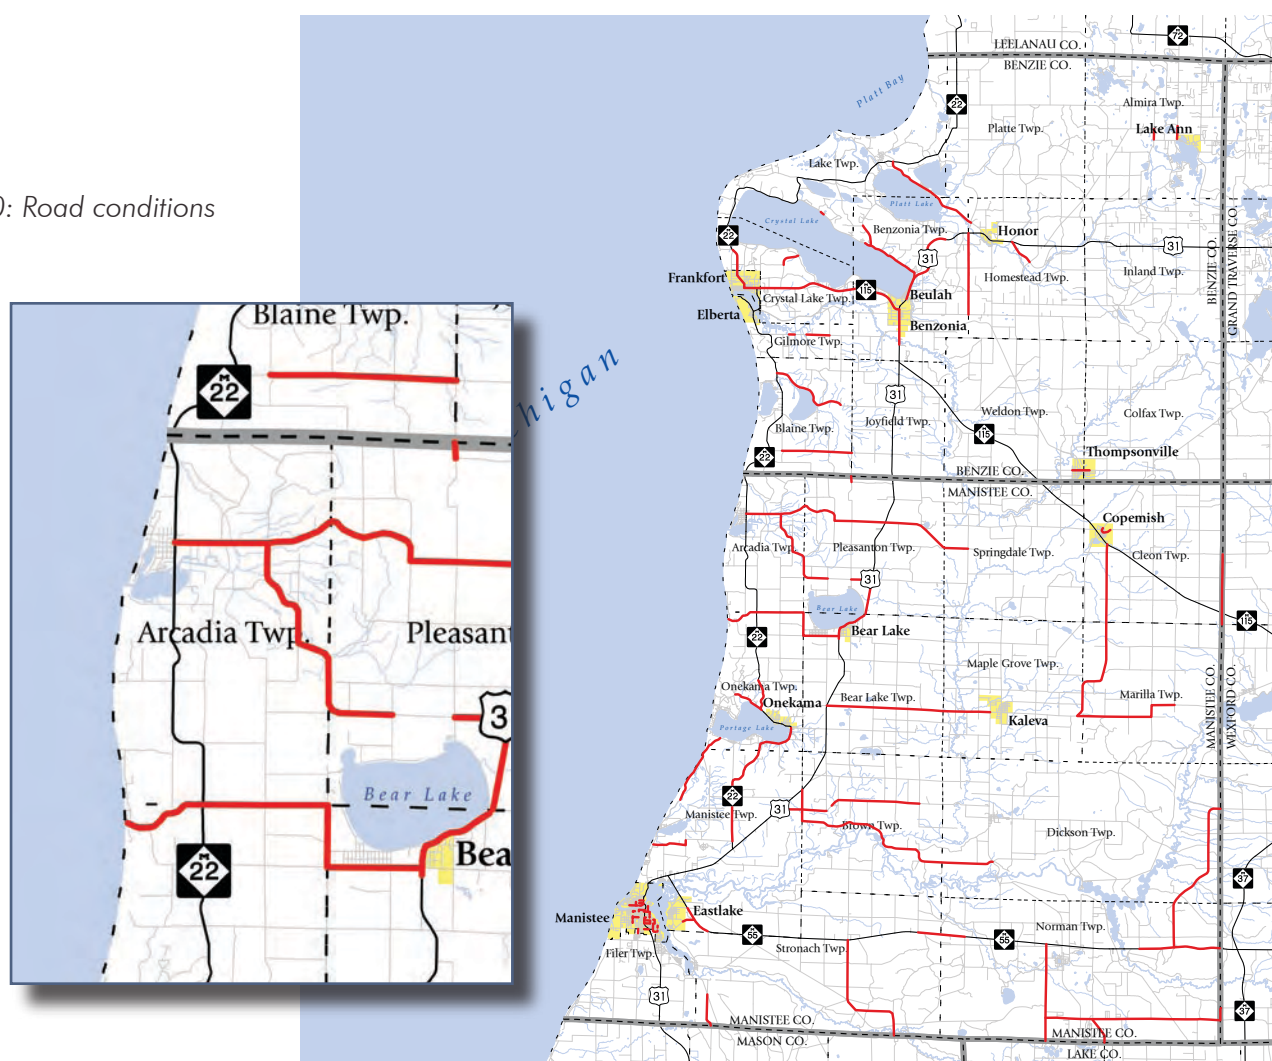 0: Road conditions
Blaine Twp.
M
22
Arcadia Twp.
Pleasant
3
Bear Lake
Bea
M
22
higan
LEELANAU CO.
BENZIE CO.
72
Platt Bay
22
Almira Twp.
Platte Twp.
Lake Ann
Lake Twp.
Platt Lake
Crystal Lake
22
Benzonia Twp.
Honor
31
31
Homestead Twp.
Inland Twp.
BENZIE CO.
GRAND TRAVERSE CO.
Frankfort
Crystal Lake Twp.
115
Beulah
Elberta
Benzonia
Gilmore Twp.
31
Weldon Twp.
Colfax Twp.
Blaine Twp.
Joyfield Twp.
115
22
Thompsonville
BENZIE CO.
MANISTEE CO.
Copemish
Arcadia Twp.
Pleasanton Twp.
Springdale Twp.
Cleon Twp.
31
Bear Lake
115
22
Bear Lake
Maple Grove Twp.
Onekama Twp.
Bear Lake Twp.
Marilla Twp.
MANISTEE CO.
WEXFORD CO.
Onekama
Kaleva
Portage Lake
22
31
Manistee Twp.
Brown Twp.
Dickson Twp.
37
Manistee
Eastlake
55
55
Norman Twp.
Stronach Twp.
Filer Twp.
31
37
MANISTEE CO.
MASON CO.
MANISTEE CO.
LAKE CO.